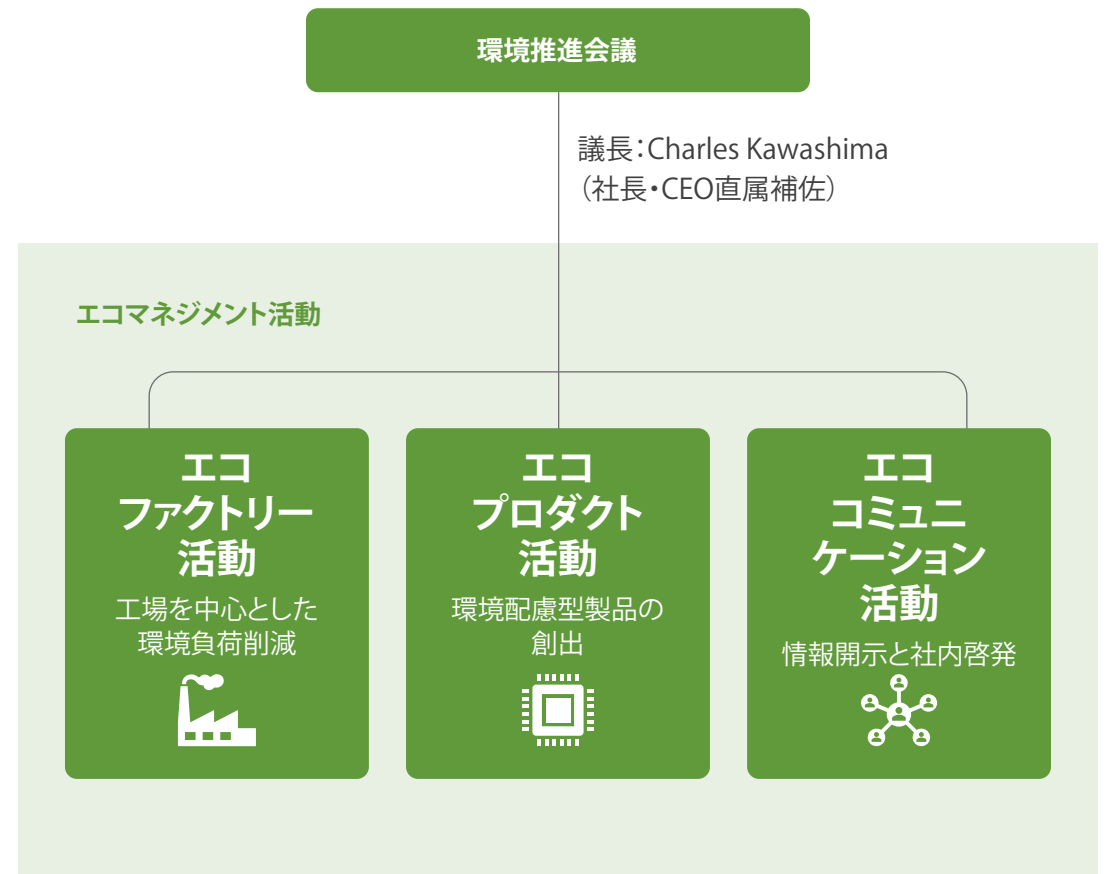 環境推進会議
議長：Charles Kawashima
（社長・CEO直属補佐）
エコマネジメント活動
エコ
ファクトリー
活動
工場を中心とした
環境負荷削減
エコ
プロダクト
活動
環境配慮型製品の
創出
エコ
コミュニ
ケーション
活動
情報開示と社内啓発